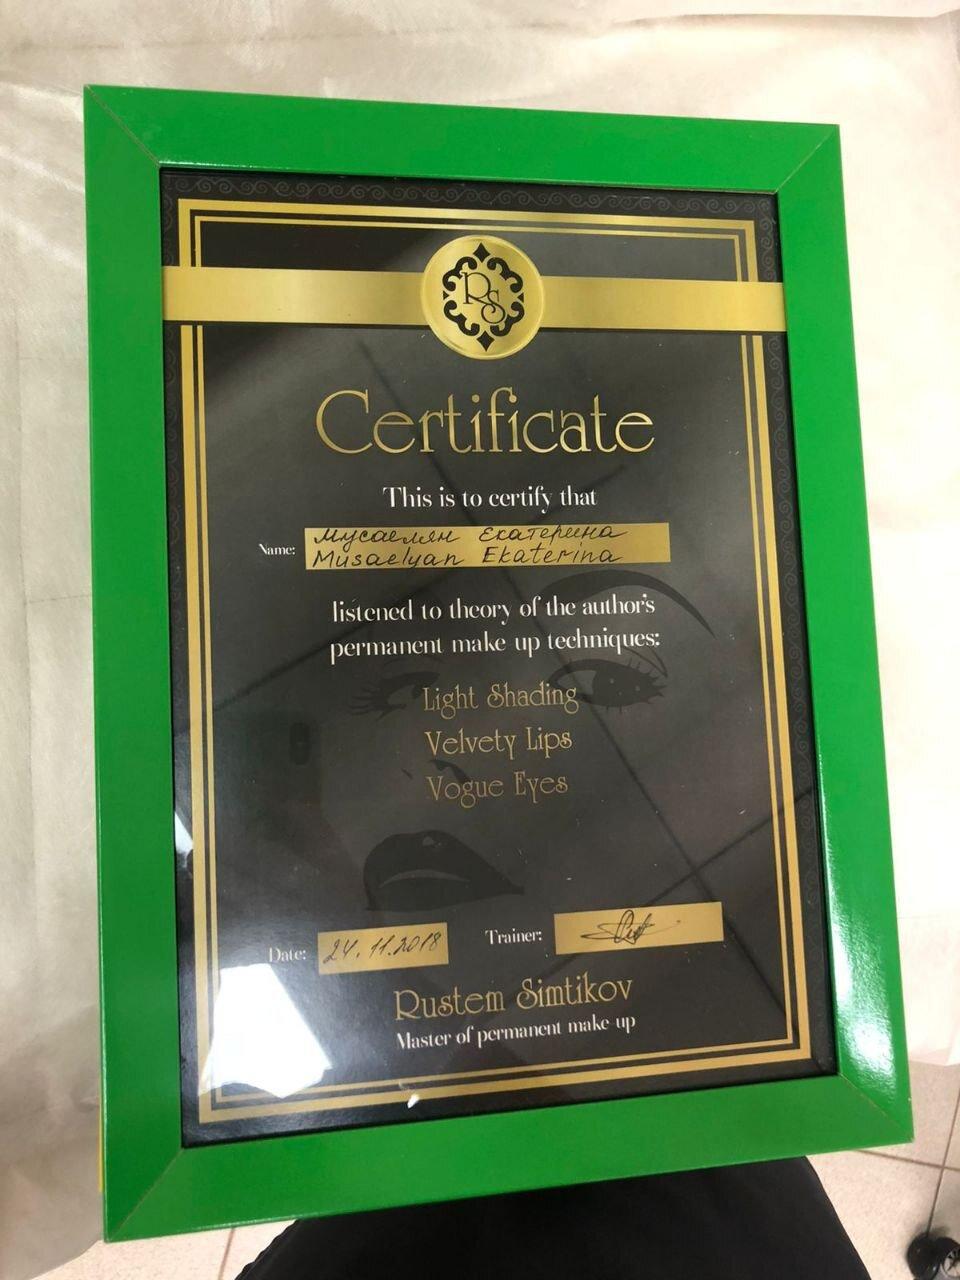 RS
Certificate
This is to certify that
Name: Мусаелян Екатерина
Musaelyan Ekaterina
listened to theory of the author's
permanent make up techniques:
Light Shading
Velvety Lips
Vogue Eyes
Date: 24.11.2018 Trainer:
Rustem Simtikov
Master of permanent make up